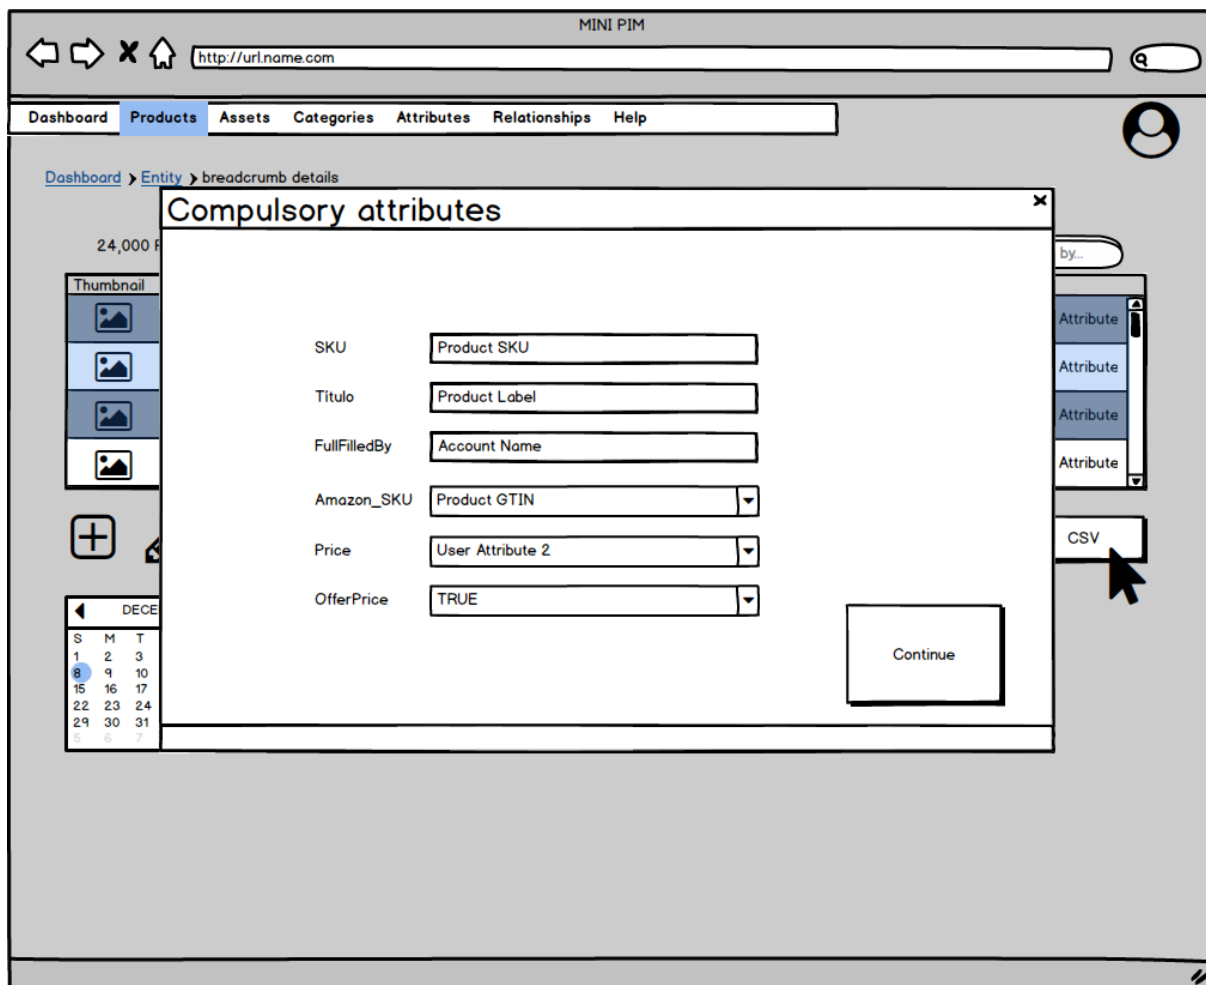 MINI PIM
http://url.name.com
Dashboard Products Assets Categories Attributes Relationships Help
Dashboard Entity breadcrumb details
Compulsory attributes
24,000
by...
Thumbnail
Attribute
SKU Product SKU
Attribute
Título Product Label
Attribute
FullFilledBy Account Name
Attribute
Amazon_SKU Product GTIN
CSV
Price User Attribute 2
OfferPrice TRUE
DECE
S M T
1 2 3
Continue
8 9 10
15 16 17
22 23 24
29 30 31
5 6 7